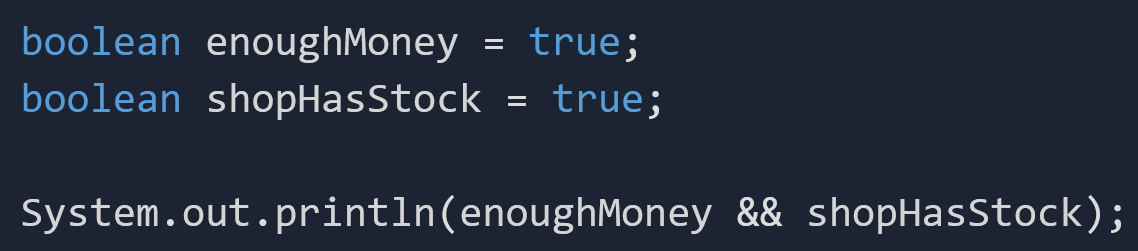 boolean enoughMoney = true;
boolean shopHasStock = true;
System.out.println(enoughMoney && shopHasStock);